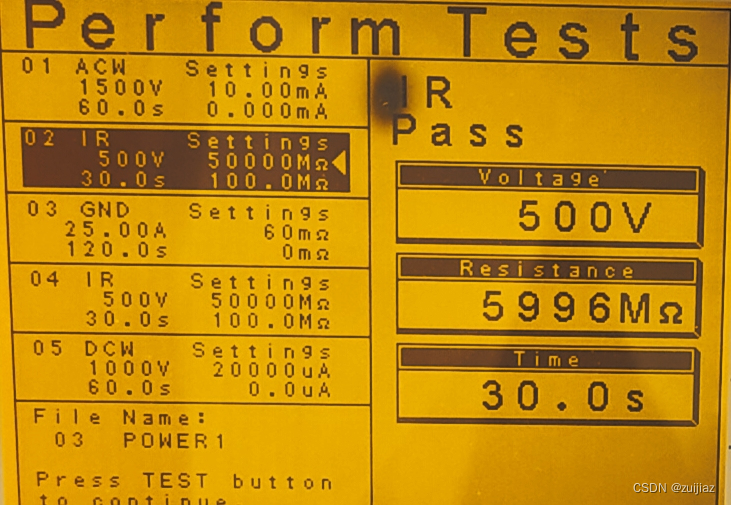 Perform Tests
01 ACW Settings
1500V 10.00mA
60.0s 0.000mA
02 IR Settings
500V 50000MΩ
30.0s 100.0MΩ
03 GND Settings
25.00A 60mΩ
120.0s 0mΩ
04 IR Settings
500V 50000MΩ
30.0s 100.0MΩ
05 DCW Settings
1000V 20000uA
60.0s 0.0uA
File Name:
03 POWER1
Press TEST button
to continue
IR
Pass
Voltage
500V
Resistance
5996MΩ
Time
30.0s
CSDN @zuijiaz